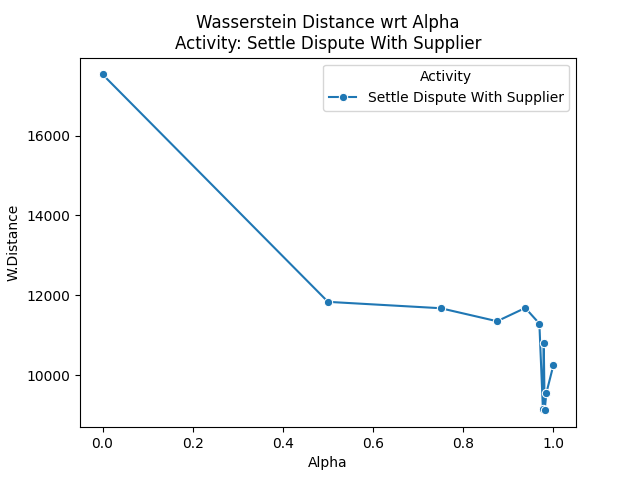 Wasserstein Distance wrt Alpha
Activity: Settle Dispute With Supplier
Activity
Settle Dispute With Supplier
W.Distance
16000
14000
12000
10000
0.0 0.2 0.4 0.6 0.8 1.0
Alpha